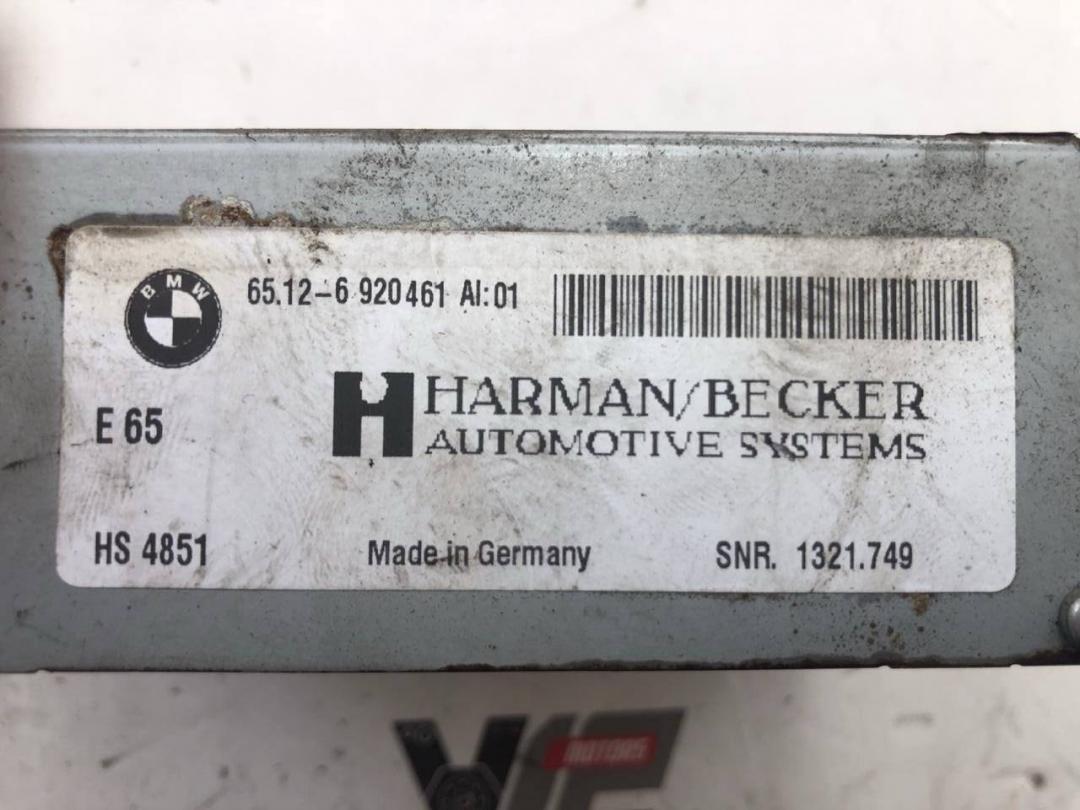 BMW
65.12-6 920461 AI:01
HARMAN/BECKER
AUTOMOTIVE SYSTEMS
E 65
HS 4851
Made in Germany
SNR. 1321.749
MOTORS